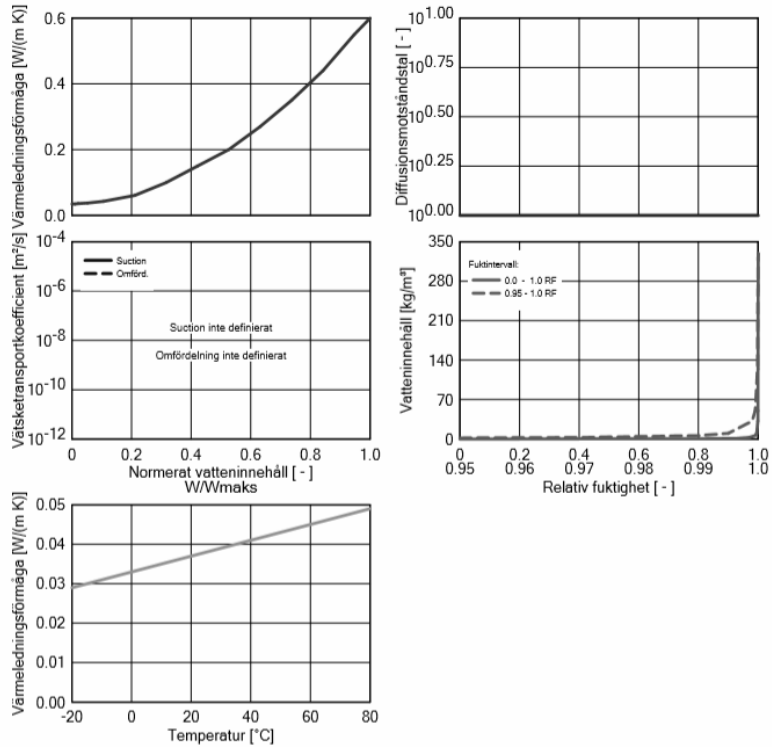 Värmeledningsförmåga [W/(m K)]
0.6
0.4
0.2
0.0
Diffusionsmotståndstal [ - ]
10^1.00
10^0.75
10^0.50
10^0.25
10^0.00
Vätsketransportkoefficient [m²/s]
10^-4
10^-6
10^-8
10^-10
10^-12
Suction
Omförd.
Suction inte definierat
Omfördelning inte definierat
0 0.2 0.4 0.6 0.8 1.0
Normerat vatteninnehåll [ - ]
W/Wmaks
Vatteninnehåll [kg/m³]
350
280
210
140
70
0
Fuktintervall:
0.0 - 1.0 RF
0.95 - 1.0 RF
0 0.2 0.4 0.6 0.8 1.0
0.95 0.96 0.97 0.98 0.99 1.0
Relativ fuktighet [ - ]
Värmeledningsförmåga [W/(m K)]
0.05
0.04
0.03
0.02
0.01
0.00
-20 0 20 40 60 80
Temperatur [°C]